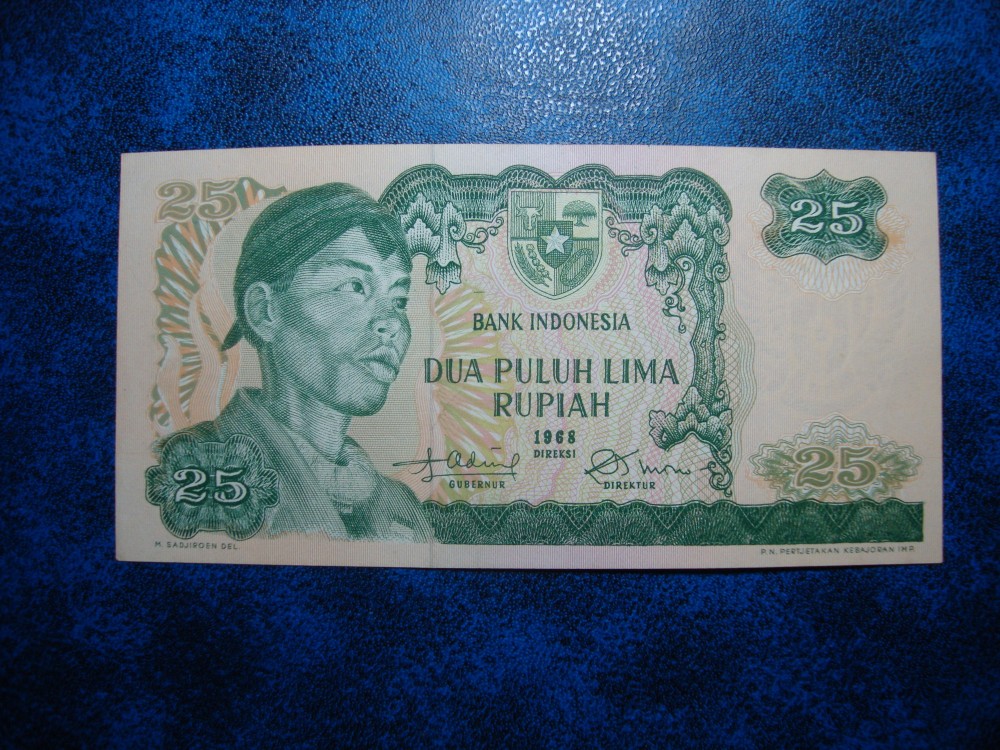 25
25
BANK INDONESIA
DUA PULUH LIMA
RUPIAH
1968
DIREKSI
GUBERNUR
DIREKTUR
25
25
M. SADJIROEN DEL.
P.N. PERTJETAKAN KEBAJORAN IMP.